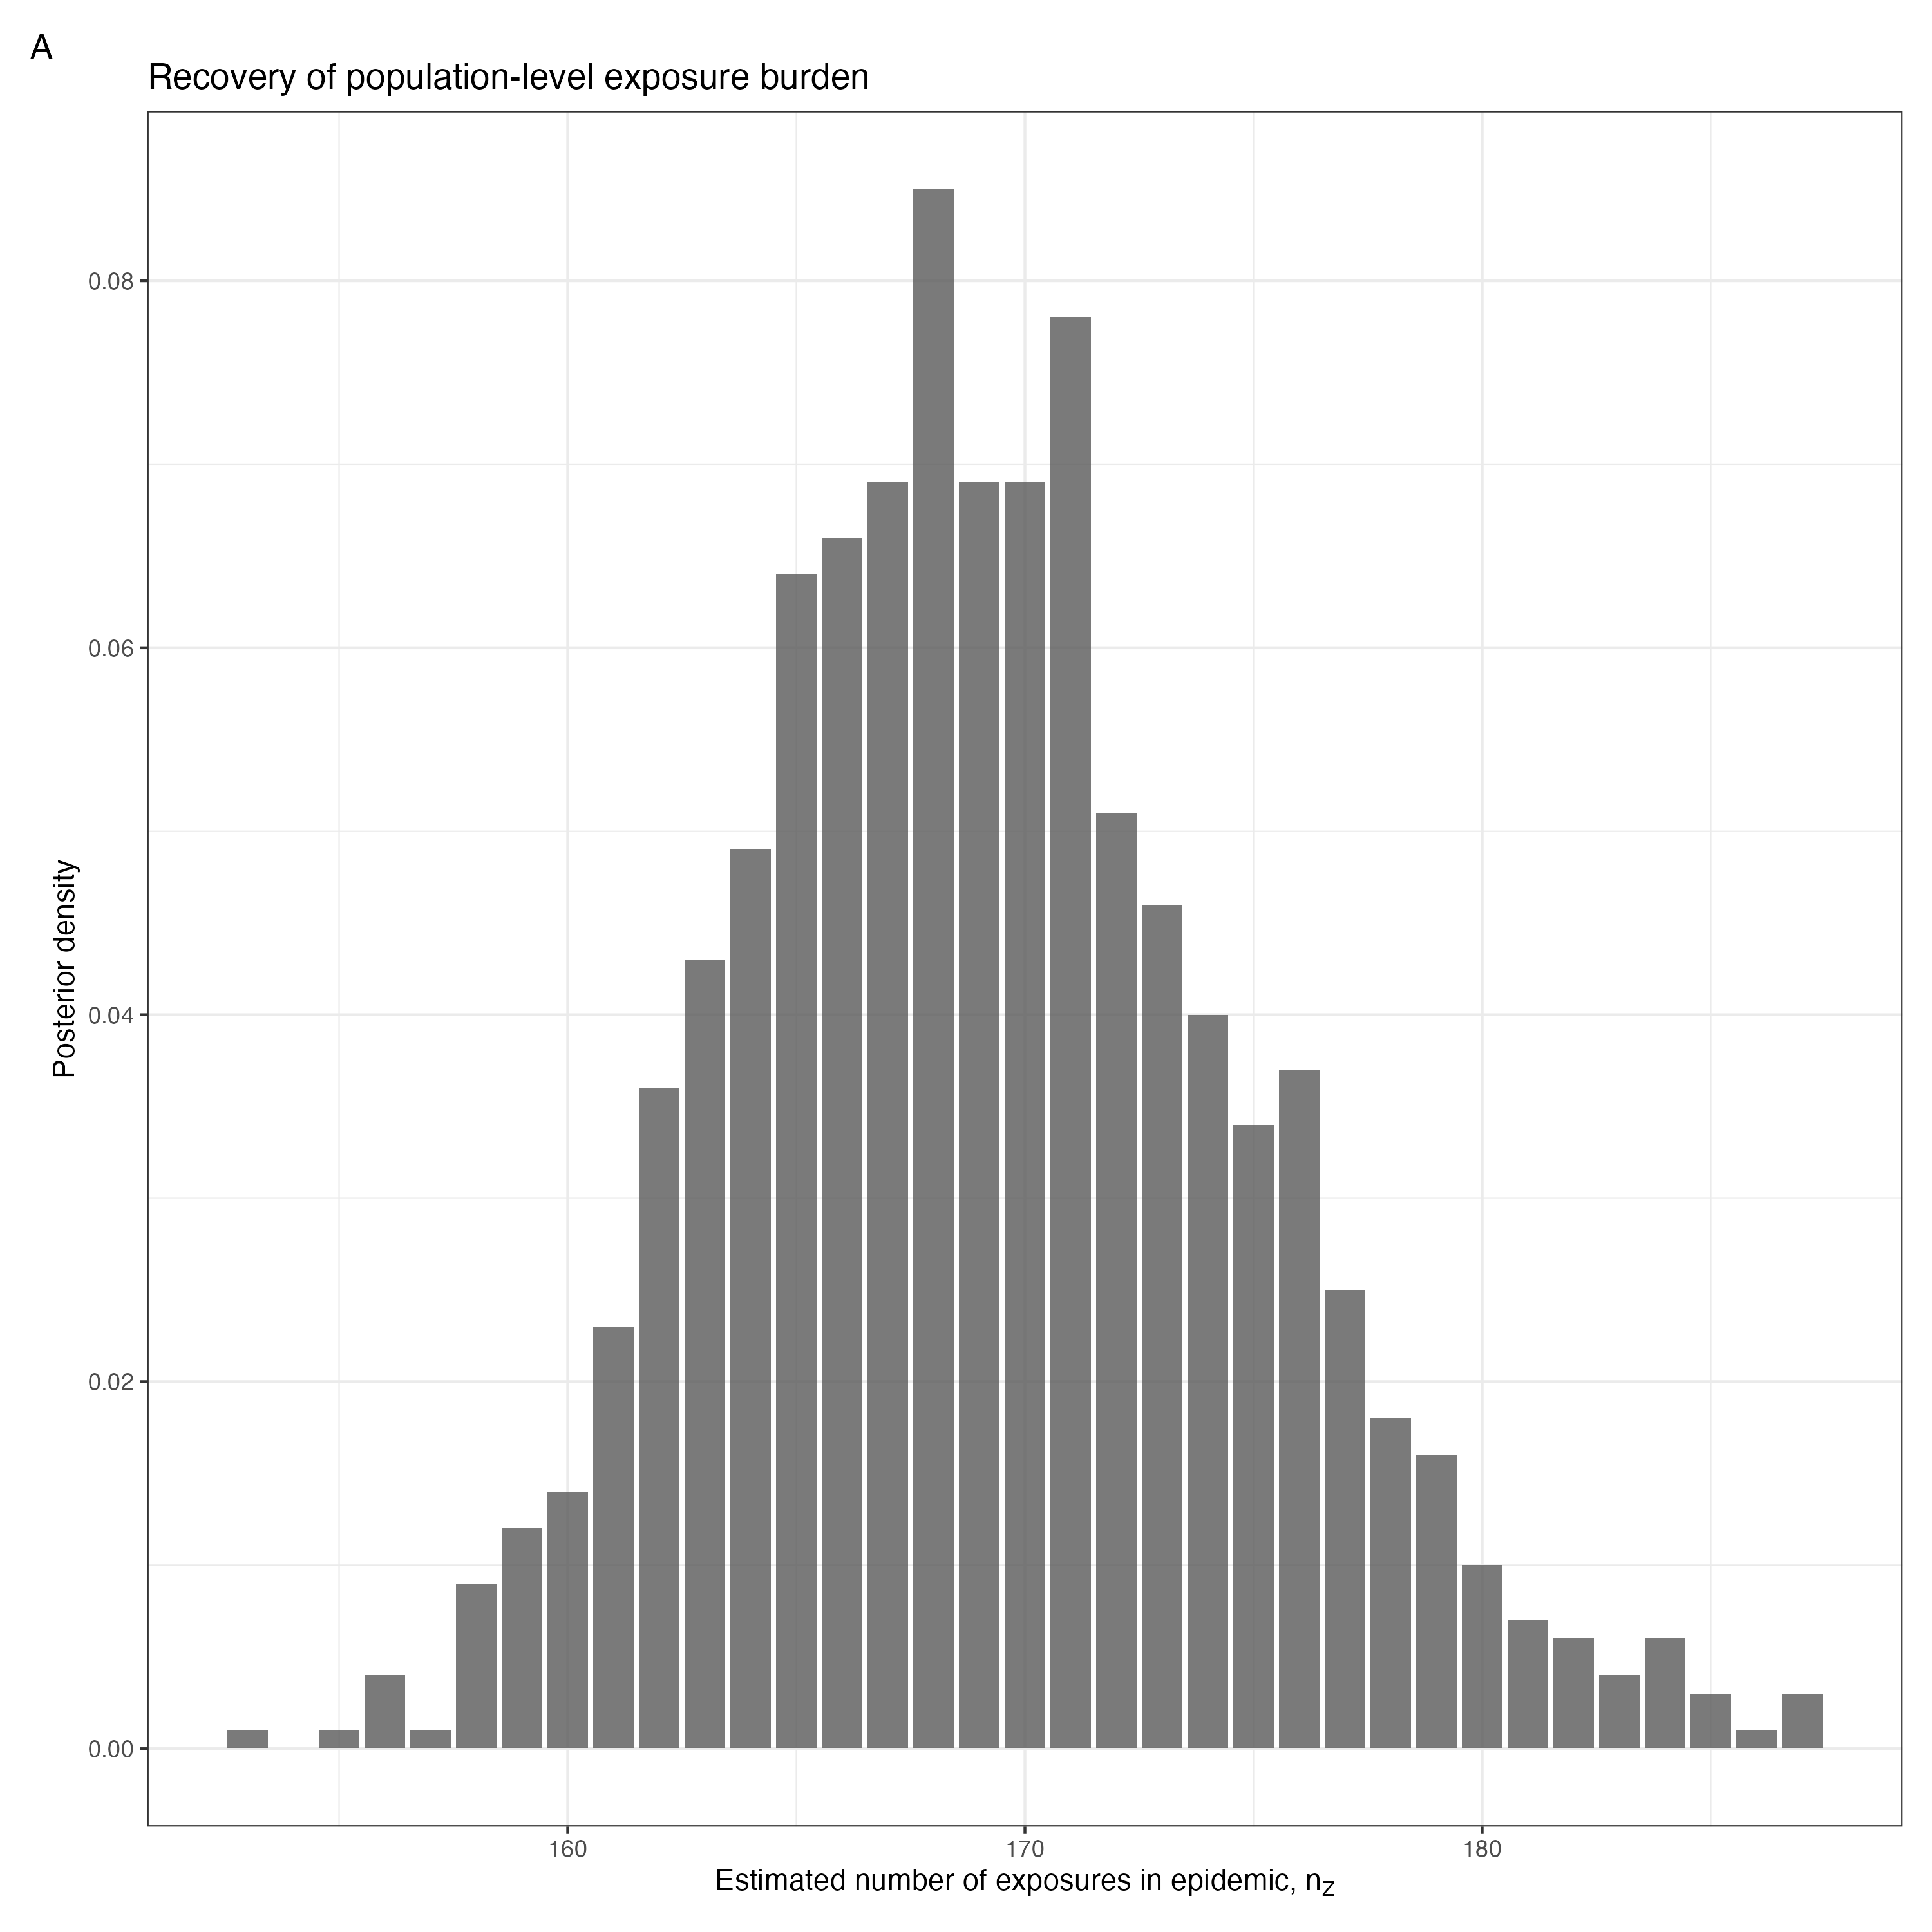 A
Recovery of population-level exposure burden
0.08
0.06
0.04
0.02
0.00
Posterior density
160 170 180
Estimated number of exposures in epidemic, nZ